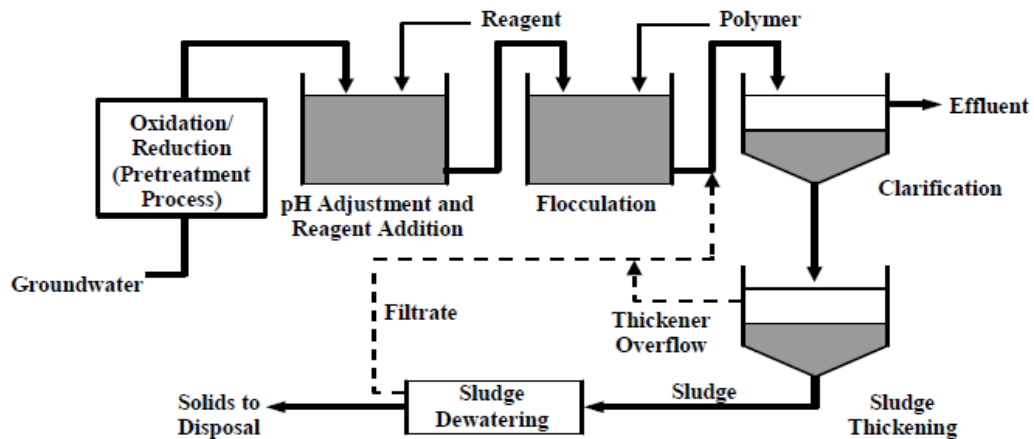 Reagent
Polymer
Oxidation/
Reduction
(Pretreatment
Process)
Effluent
pH Adjustment and
Reagent Addition
Flocculation
Clarification
Groundwater
Filtrate
Thickener
Overflow
Solids to
Disposal
Sludge
Dewatering
Sludge
Sludge
Thickening